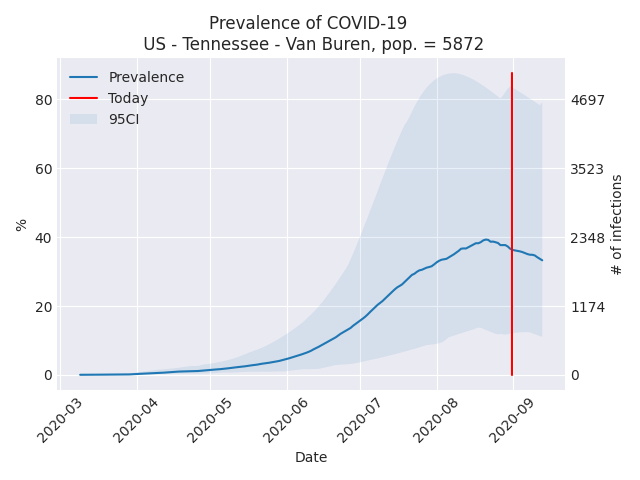 Prevalence of COVID-19
US - Tennessee - Van Buren, pop. = 5872
Prevalence
Today
95CI
80
60
40
20
0
%
4697
3523
2348
1174
0
# of infections
2020-03
2020-04
2020-05
2020-06
2020-07
2020-08
2020-09
Date